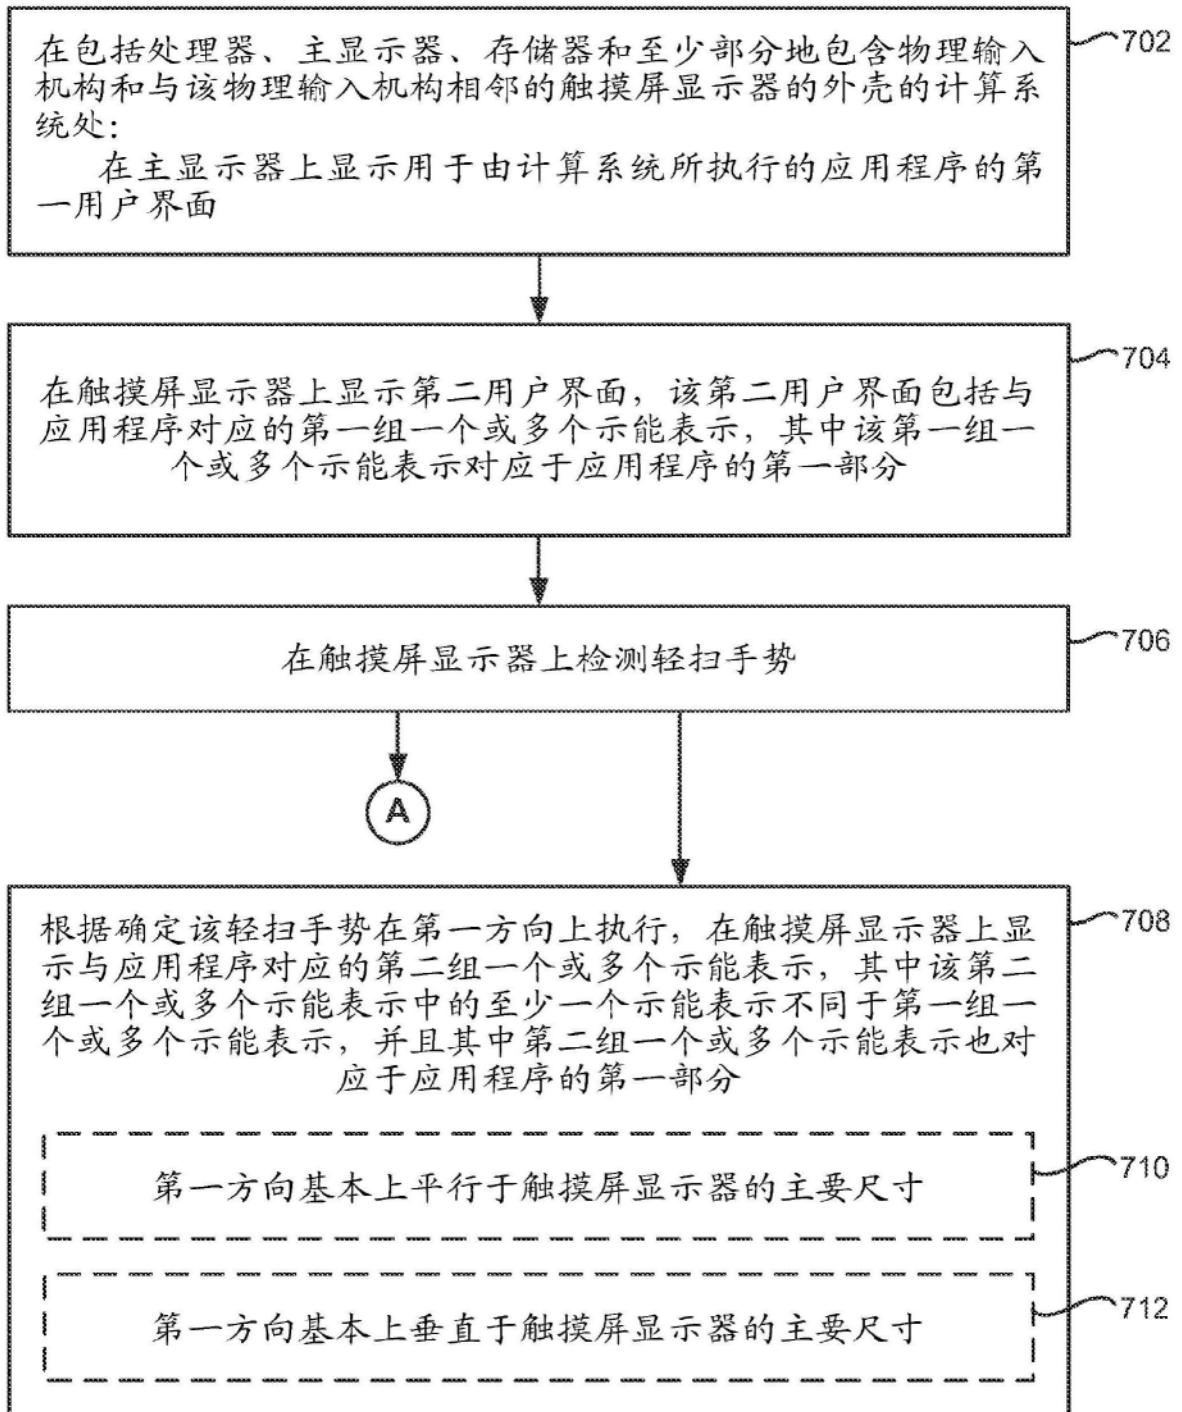 在包括处理器、主显示器、存储器和至少部分地包含物理输入
机构和与该物理输入机构相邻的触摸屏显示器的外壳的计算系
统处：
在主显示器上显示用于由计算系统所执行的应用程序的第
一用户界面
702
在触摸屏显示器上显示第二用户界面，该第二用户界面包括与
应用程序对应的第一组一个或多个示能表示，其中该第一组一
个或多个示能表示对应于应用程序的第一部分
704
在触摸屏显示器上检测轻扫手势
706
A
根据确定该轻扫手势在第一方向上执行，在触摸屏显示器上显
示与应用程序对应的第二组一个或多个示能表示，其中该第二
组一个或多个示能表示中的至少一个示能表示不同于第一组一
个或多个示能表示，并且其中第二组一个或多个示能表示也对
应于应用程序的第一部分
708
第一方向基本上平行于触摸屏显示器的主要尺寸
710
第一方向基本上垂直于触摸屏显示器的主要尺寸
712